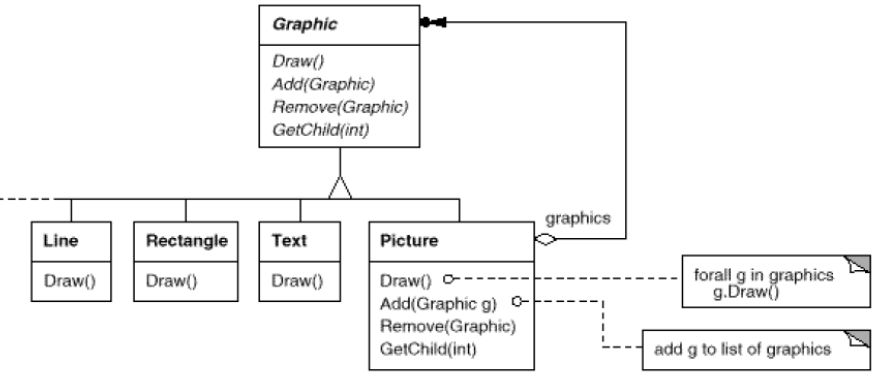 Graphic
Draw()
Add(Graphic)
Remove(Graphic)
GetChild(int)
graphics
Line
Draw()
Rectangle
Draw()
Text
Draw()
Picture
Draw()
Add(Graphic g)
Remove(Graphic)
GetChild(int)
forall g in graphics
g.Draw()
add g to list of graphics